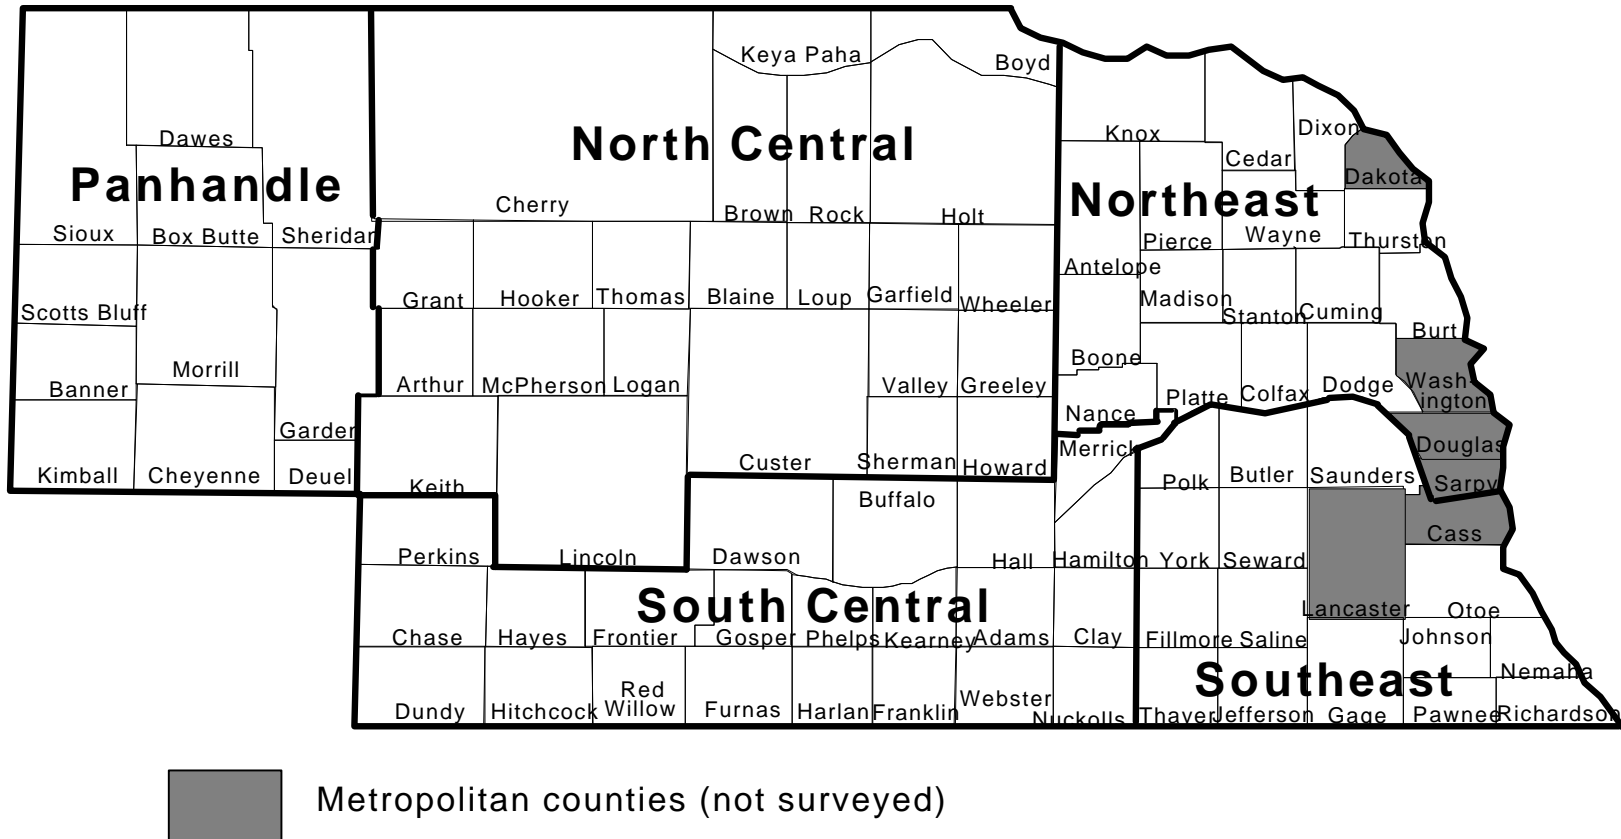 Keya Paha
Boyd
Knox
Dixon
Dawes
North Central
Cedar
Dakota
Panhandle
Northeast
Cherry
Brown
Rock
Holt
Sioux
Box Butte
Sheridan
Pierce
Wayne
Thurston
Antelope
Scotts Bluff
Grant
Hooker
Thomas
Blaine
Loup
Garfield
Wheeler
Madison
Stanton
Cuming
Burt
Morrill
Banner
Arthur
McPherson
Logan
Valley
Greeley
Boone
Platte
Colfax
Dodge
Wash-
ington
Nance
Garden
Kimball
Cheyenne
Deuel
Keith
Custer
Sherman
Howard
Merrick
Polk
Butler
Saunders
Douglas
Sarpy
Buffalo
Cass
Perkins
Lincoln
Dawson
Hall
Hamilton
York
Seward
South Central
Lancaster
Otoe
Chase
Hayes
Frontier
Gosper
Phelps
Kearney
Adams
Clay
Fillmore
Saline
Johnson
Southeast
Nemaha
Dundy
Hitchcock
Red
Willow
Furnas
Harlan
Franklin
Webster
Nuckolls
Thayer
Jefferson
Gage
Pawnee
Richardson
Metropolitan counties (not surveyed)